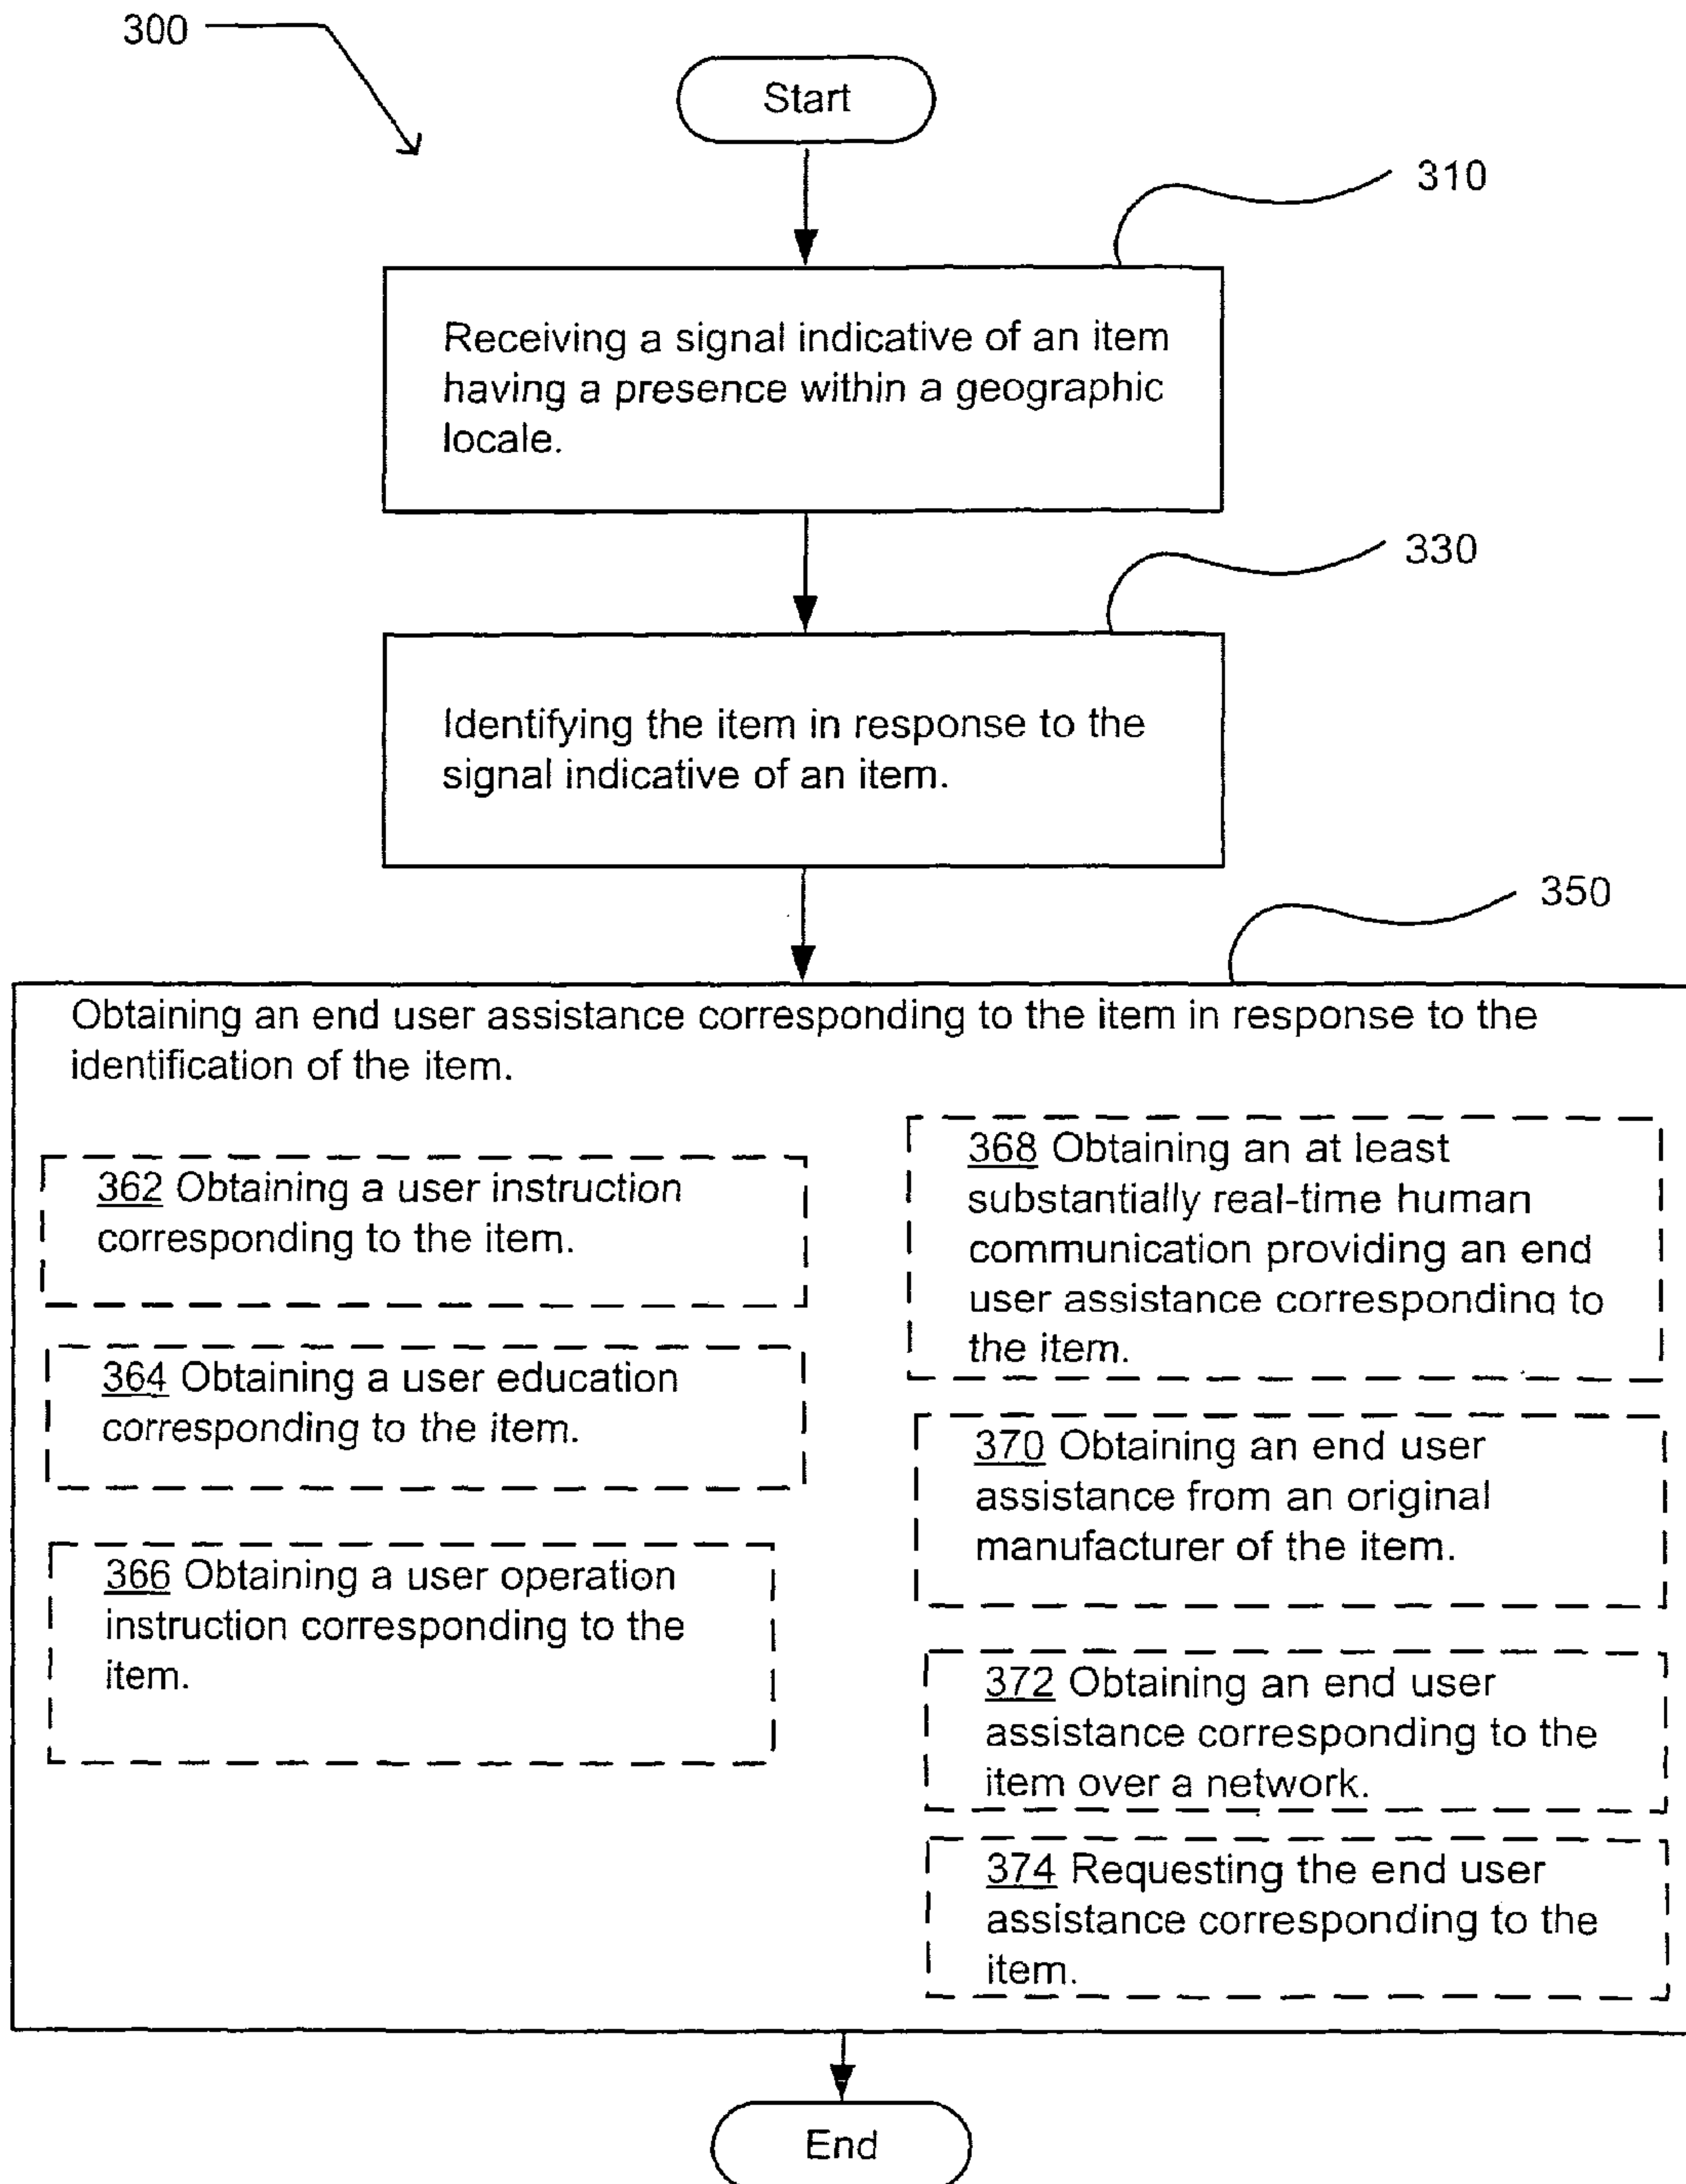 300
Start
310
Receiving a signal indicative of an item
having a presence within a geographic
locale.
330
Identifying the item in response to the
signal indicative of an item.
350
Obtaining an end user assistance corresponding to the item in response to the
identification of the item.
362 Obtaining a user instruction
corresponding to the item.
364 Obtaining a user education
corresponding to the item.
366 Obtaining a user operation
instruction corresponding to the
item.
368 Obtaining an at least
substantially real-time human
communication providing an end
user assistance corresponding to
the item.
370 Obtaining an end user
assistance from an original
manufacturer of the item.
372 Obtaining an end user
assistance corresponding to the
item over a network.
374 Requesting the end user
assistance corresponding to the
item.
End